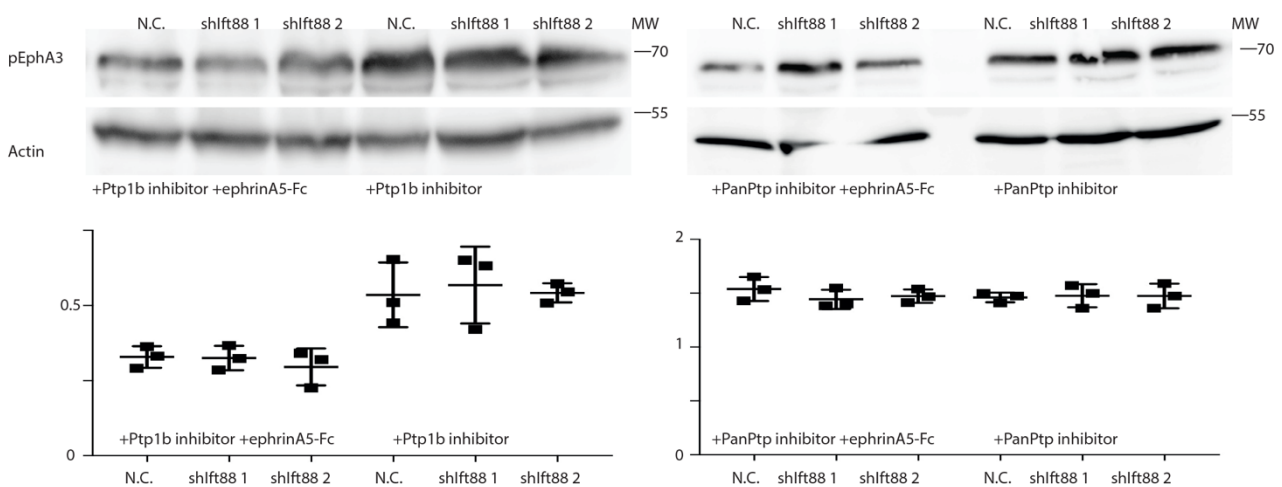 N.C. shIft88 1 shIft88 2 N.C. shIft88 1 shIft88 2 MW N.C. shIft88 1 shIft88 2 N.C. shIft88 1 shIft88 2 MW
pEphA3 70 70
55 55
Actin
+Ptp1b inhibitor +ephrinA5-Fc +Ptp1b inhibitor +PanPtp inhibitor +ephrinA5-Fc +PanPtp inhibitor
2
0.5
1
+Ptp1b inhibitor +ephrinA5-Fc +Ptp1b inhibitor +PanPtp inhibitor +ephrinA5-Fc +PanPtp inhibitor
0 0
N.C. shIft88 1 shIft88 2 N.C. shIft88 1 shIft88 2 N.C. shIft88 1 shIft88 2 N.C. shIft88 1 shIft88 2